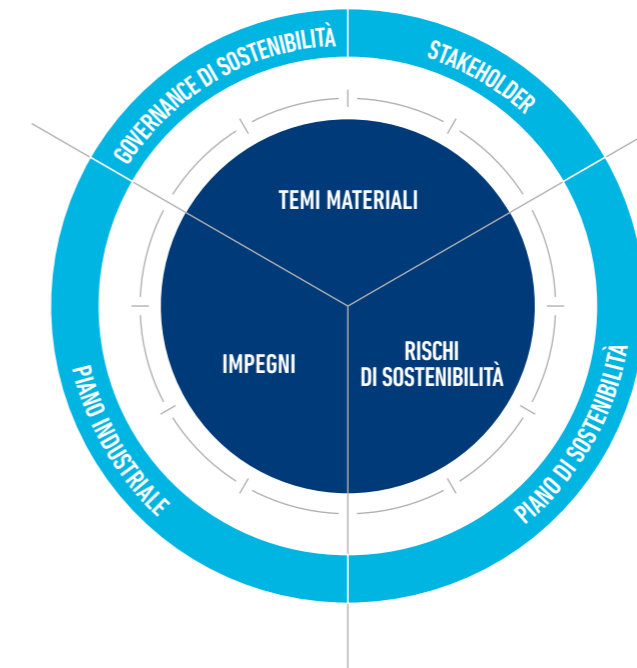 GOVERNANCE DI SOSTENIBILITÀ
STAKEHOLDER
TEMI MATERIALI
IMPEGNI
RISCHI
DI SOSTENIBILITÀ
PIANO INDUSTRIALE
PIANO DI SOSTENIBILITÀ